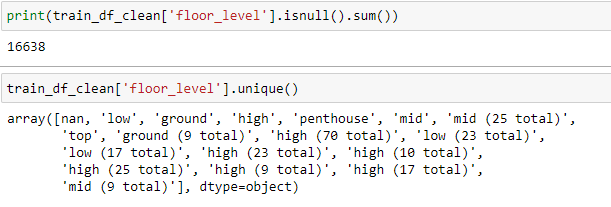 print(train_df_clean['floor_level'].isnull().sum())
16638
train_df_clean['floor_level'].unique()
array([nan, 'low', 'ground', 'high', 'penthouse', 'mid', 'mid (25 total)',
'top', 'ground (9 total)', 'high (70 total)', 'low (23 total)',
'low (17 total)', 'high (23 total)', 'high (10 total)',
'high (25 total)', 'high (9 total)', 'high (17 total)',
'mid (9 total)'], dtype=object)